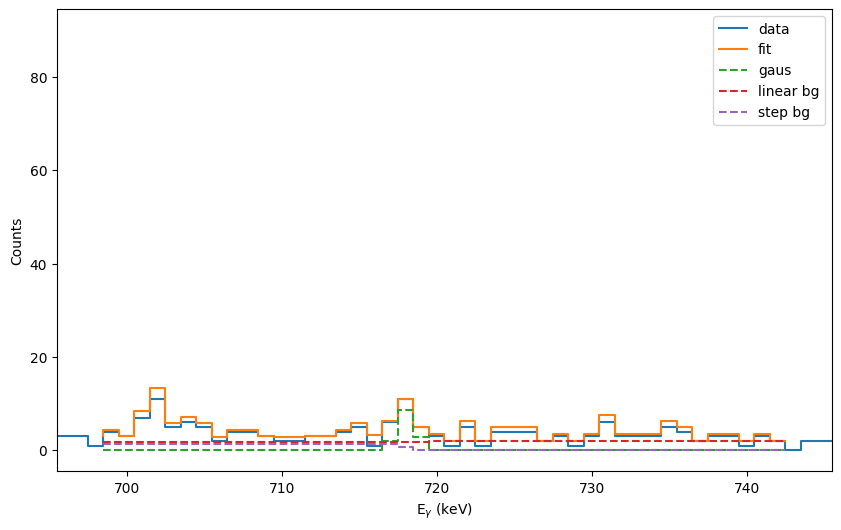 data
fit
gaus
linear bg
step bg
Counts
80
60
40
20
0
700
710
720
730
740
Eγ (keV)